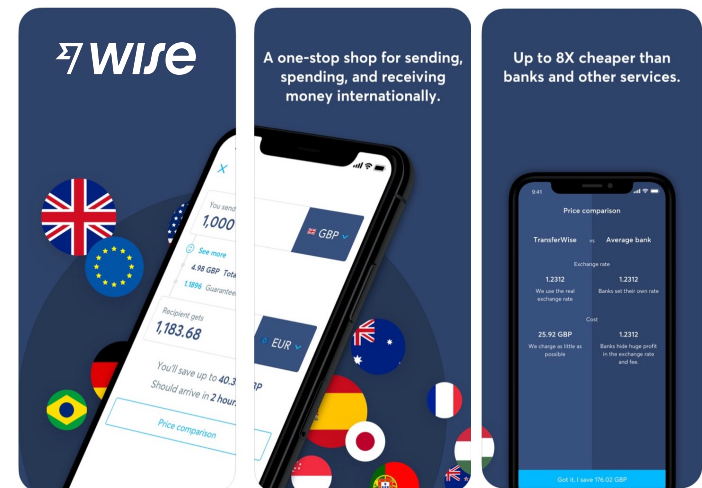 wise
A one-stop shop for sending,
spending, and receiving
money internationally.
Up to 8X cheaper than
banks and other services.
You send
1,000
GBP
See more
4.98 GBP
1.1896
Recipient gets
1,183.68
EUR
You'll save up to
Should arrive in 2
Price comparison
9:41
Price comparison
TransferWise vs Average bank
Exchange rate
1.2312 1.2312
We use the real Banks set their own rate
exchange rate
Cost
25.92 GBP 1.2312
We charge as little as Banks hide huge profit
possible in the exchange rate
and fee.
Got it. I save 176.02 GBP